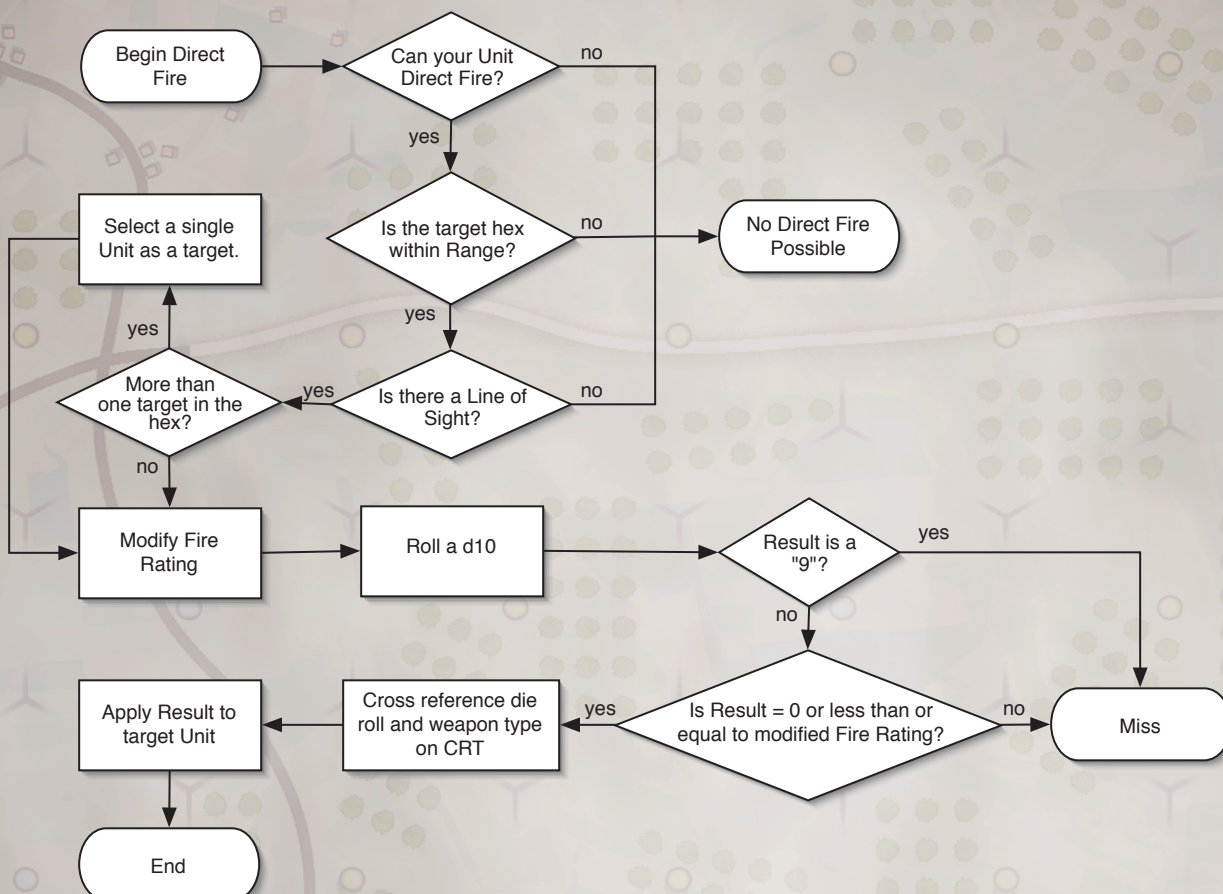 Begin Direct
Fire
Can your Unit
Direct Fire?
no
yes
Select a single
Unit as a target.
Is the target hex
within Range?
no
No Direct Fire
Possible
yes
yes
More than
one target in the
hex?
yes
Is there a Line of
Sight?
no
no
Modify Fire
Rating
Roll a d10
Result is a
"9"?
yes
no
Apply Result to
target Unit
Cross reference die
roll and weapon type
on CRT
yes
Is Result = 0 or less than or
equal to modified Fire Rating?
no
Miss
End